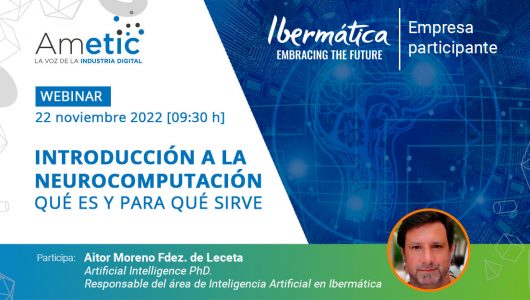 Ametic
LA VOZ DE LA INDUSTRIA DIGITAL
Ibermática
EMBRACING THE FUTURE
Empresa
participante
WEBINAR
22 noviembre 2022 [09:30 h]
INTRODUCCIÓN A LA
NEUROCOMPUTACIÓN
QUÉ ES Y PARA QUÉ SIRVE
Participa: Aitor Moreno Fdez. de Leceta
Artificial Intelligence PhD.
Responsable del área de Inteligencia Artificial en Ibermática